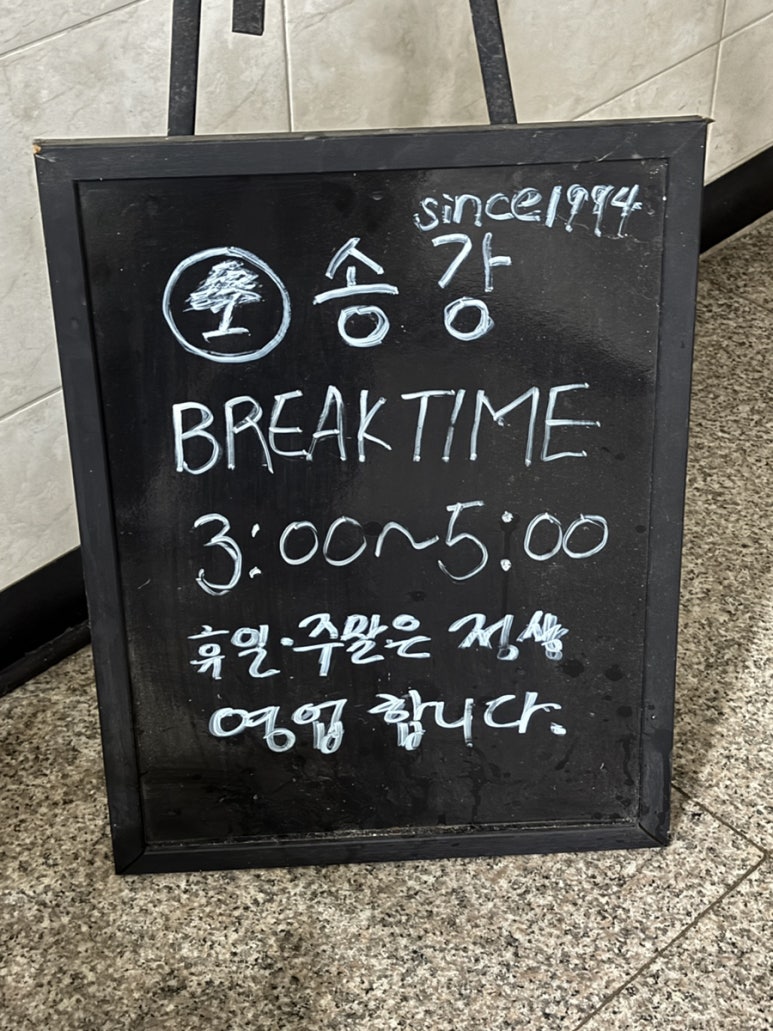 since1994
송강
BREAKTIME
3:00~5:00
휴일·주말은 정상
영업 합니다.